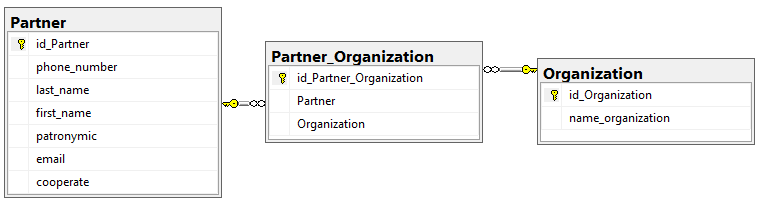 Partner
id_Partner
phone_number
last_name
first_name
patronymic
email
cooperate
Partner_Organization
id_Partner_Organization
Partner
Organization
Organization
id_Organization
name_organization